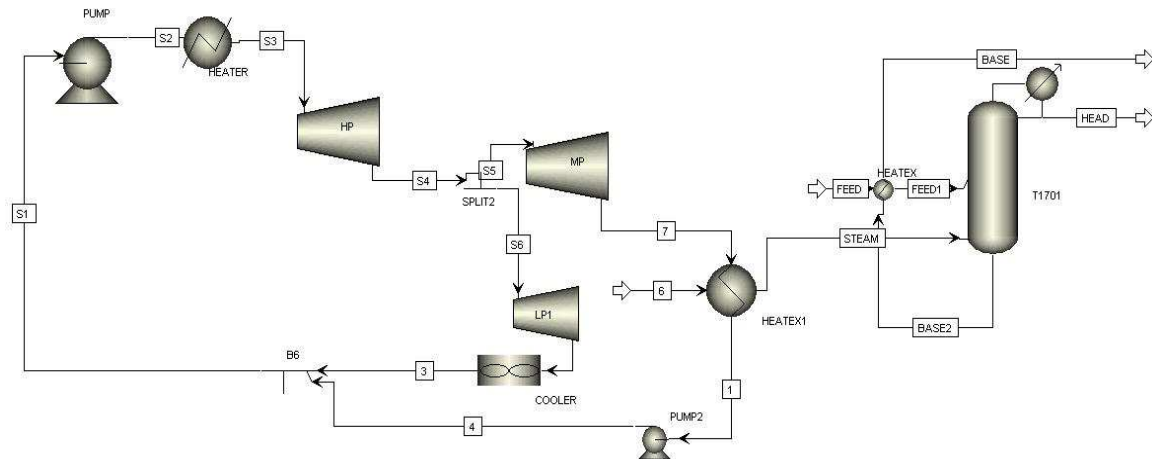 PUMP
S2
S3
HEATER
HP
S4
S5
SPLIT2
MP
BASE
HEAD
HEATEX
FEED
FEED1
T1701
S1
S6
7
STEAM
6
HEATEX1
LP1
BASE2
B6
3
COOLER
1
4
PUMP2